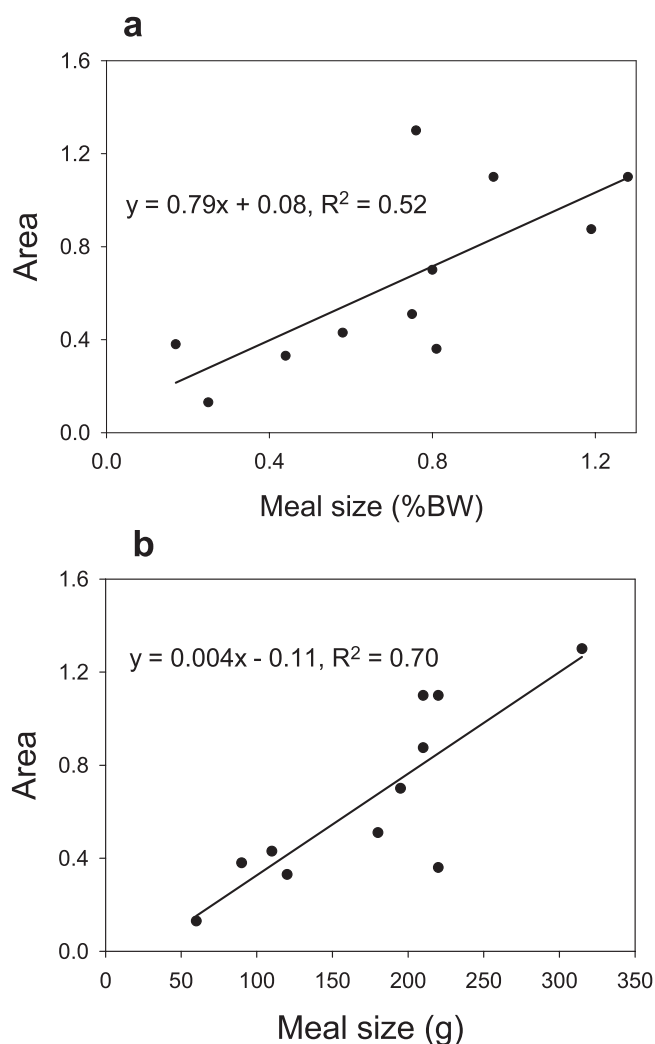 a
1.6
1.2
y = 0.79x + 0.08, R² = 0.52
0.8
0.4
0.0
Area
0.0 0.4 0.8 1.2
Meal size (%BW)
b
1.6
y = 0.004x - 0.11, R² = 0.70
1.2
0.8
0.4
0.0
Area
0 50 100 150 200 250 300 350
Meal size (g)